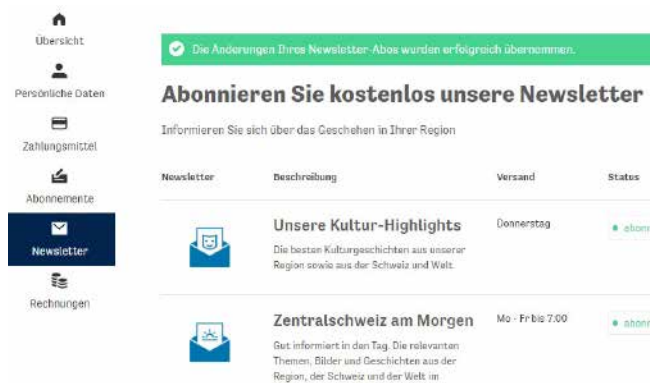 Übersicht
Persönliche Daten
Zahlungsmittel
Abonnemente
Newsletter
Rechnungen
Die Änderungen Ihres Newsletter-Abos wurden erfolgreich übernommen.
Abonnieren Sie kostenlos unsere Newsletter
Informieren Sie sich über das Geschehen in Ihrer Region
Newsletter Beschreibung Versand Status
Unsere Kultur-Highlights Donnerstag
Die besten Kulturgeschichten aus unserer
Region sowie aus der Schweiz und Welt.
Zentralschweiz am Morgen Mo - Fr bis 7:00
Gut informiert in den Tag. Die relevanten
Themen, Bilder und Geschichten aus der
Region, der Schweiz und der Welt im